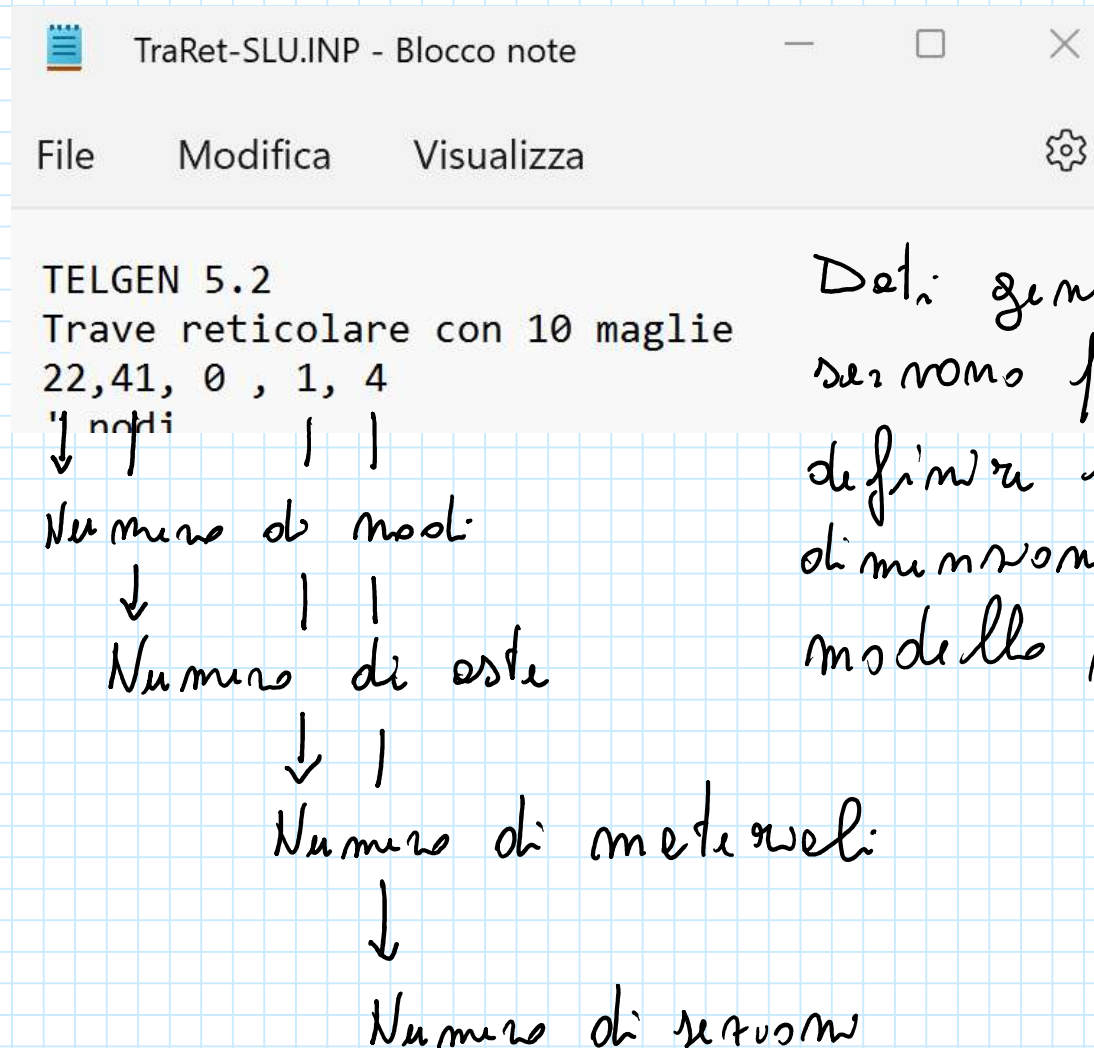 TraRet-SLU.INP - Blocco note
File Modifica Visualizza
TELGEN 5.2
Trave reticolare con 10 maglie
22,41, 0 , 1, 4
" nodi
Dati gen
servono
definire
dimension
modello
Numero di nodi
Numero di aste
Numero di materiali
Numero di sezioni